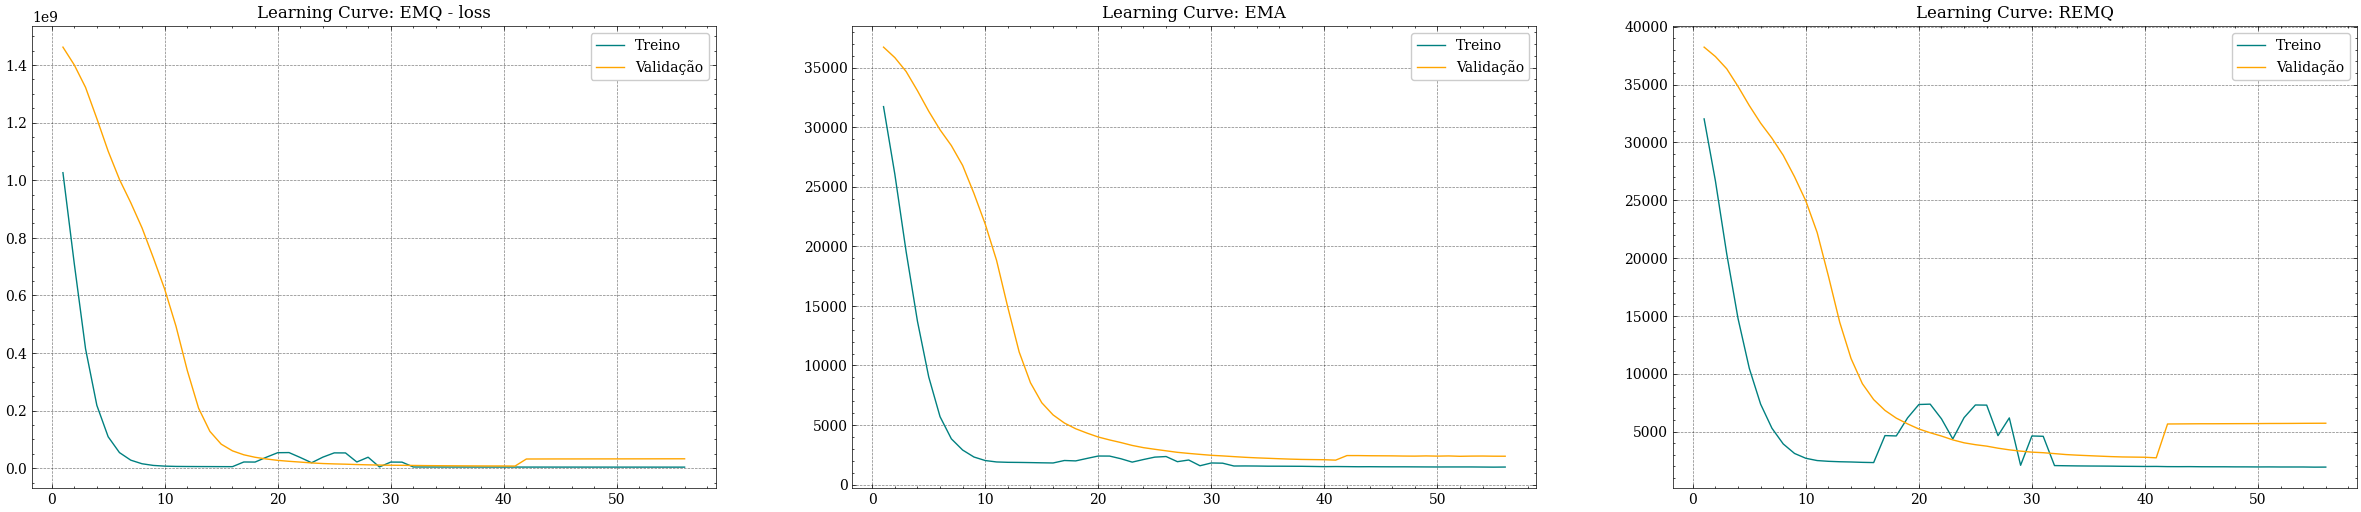 Learning Curve: EMQ - loss
1e9
1.4
1.2
1.0
0.8
0.6
0.4
0.2
0.0
0 10 20 30 40 50
Treino
Validação
Learning Curve: EMA
35000
30000
25000
20000
15000
10000
5000
0
0 10 20 30 40 50
Treino
Validação
Learning Curve: REMQ
40000
35000
30000
25000
20000
15000
10000
5000
0 10 20 30 40 50
Treino
Validação